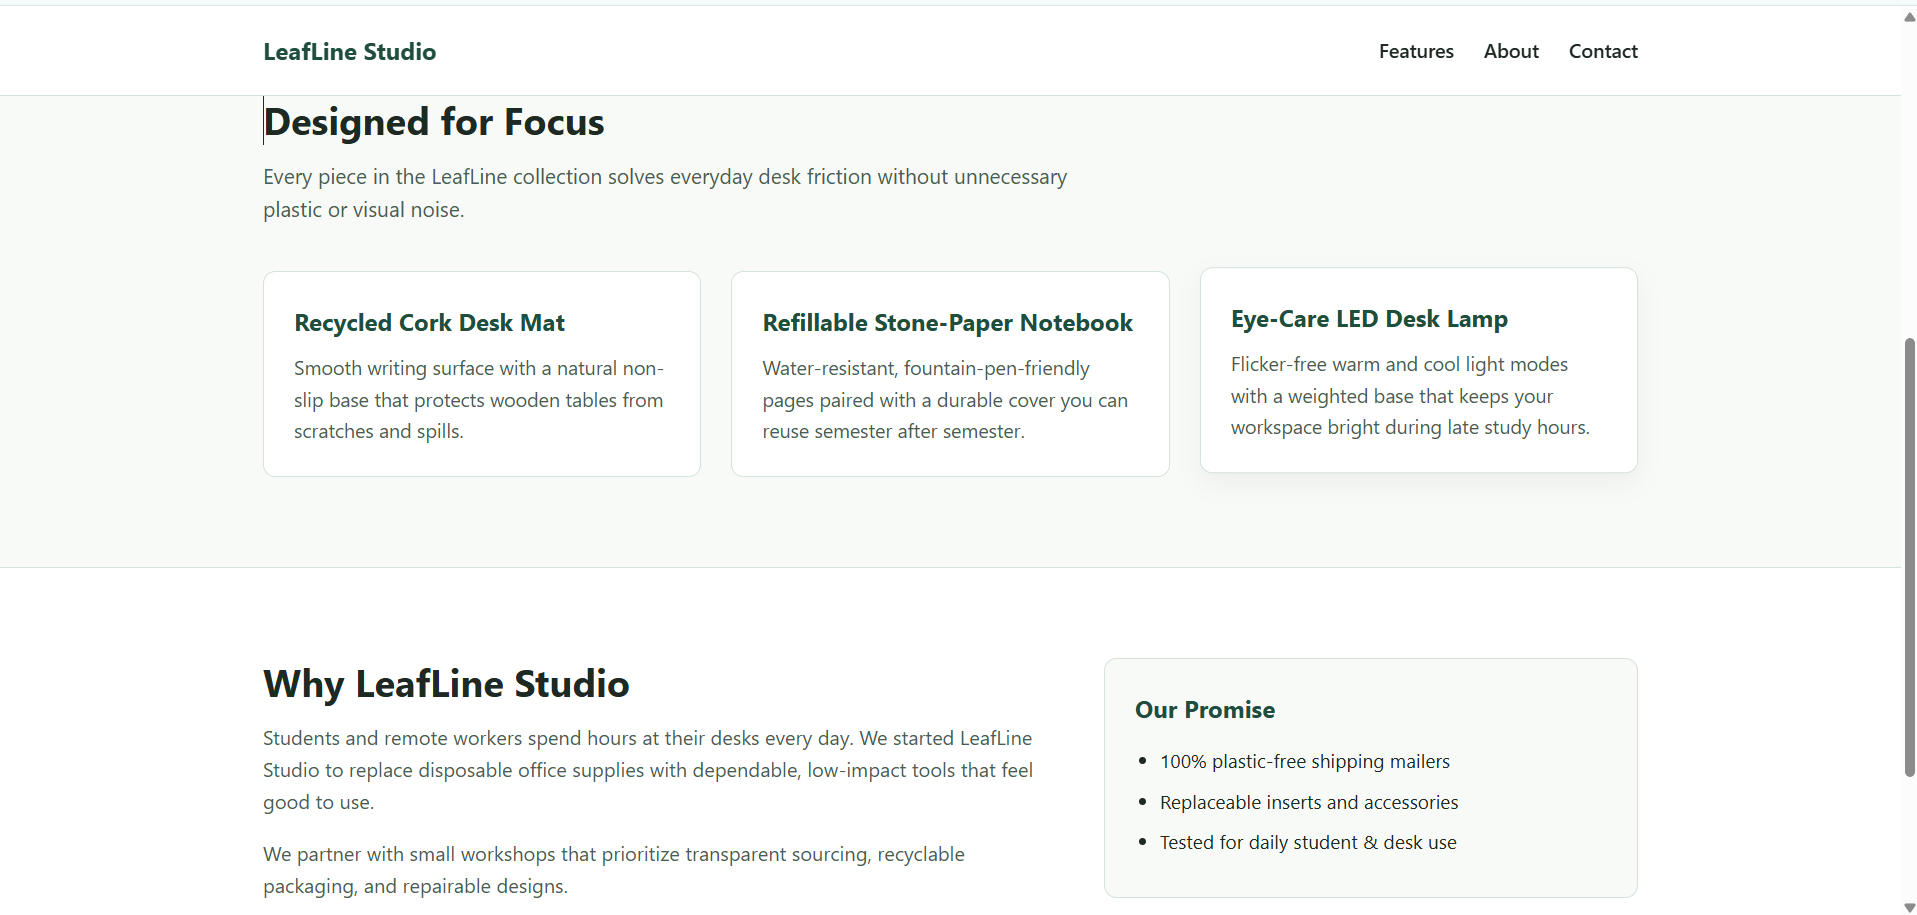 LeafLine Studio
Features About Contact
Designed for Focus
Every piece in the LeafLine collection solves everyday desk friction without unnecessary
plastic or visual noise.
Recycled Cork Desk Mat
Smooth writing surface with a natural non-
slip base that protects wooden tables from
scratches and spills.
Refillable Stone-Paper Notebook
Water-resistant, fountain-pen-friendly
pages paired with a durable cover you can
reuse semester after semester.
Eye-Care LED Desk Lamp
Flicker-free warm and cool light modes
with a weighted base that keeps your
workspace bright during late study hours.
Why LeafLine Studio
Students and remote workers spend hours at their desks every day. We started LeafLine
Studio to replace disposable office supplies with dependable, low-impact tools that feel
good to use.
We partner with small workshops that prioritize transparent sourcing, recyclable
packaging, and repairable designs.
Our Promise
• 100% plastic-free shipping mailers
• Replaceable inserts and accessories
• Tested for daily student & desk use